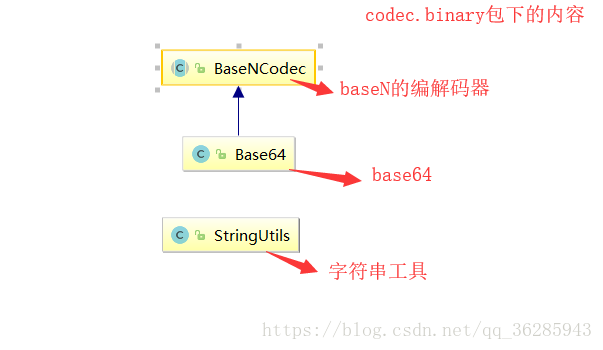 codec.binary包下的内容
BaseNCodec
baseN的编解码器
Base64
base64
StringUtils
字符串工具
https://blog.csdn.net/qq_36285943